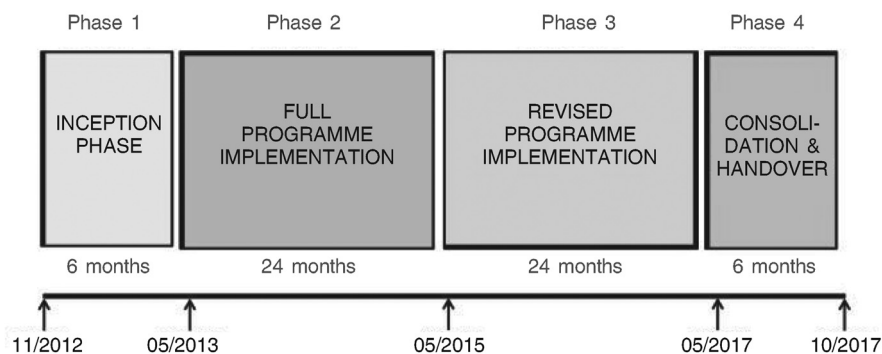 Phase 1
Phase 2
Phase 3
Phase 4
INCEPTION
PHASE
FULL
PROGRAMME
IMPLEMENTATION
REVISED
PROGRAMME
IMPLEMENTATION
CONSOLI-
DATION &
HANDOVER
6 months
24 months
24 months
6 months
11/2012
05/2013
05/2015
05/2017
10/2017